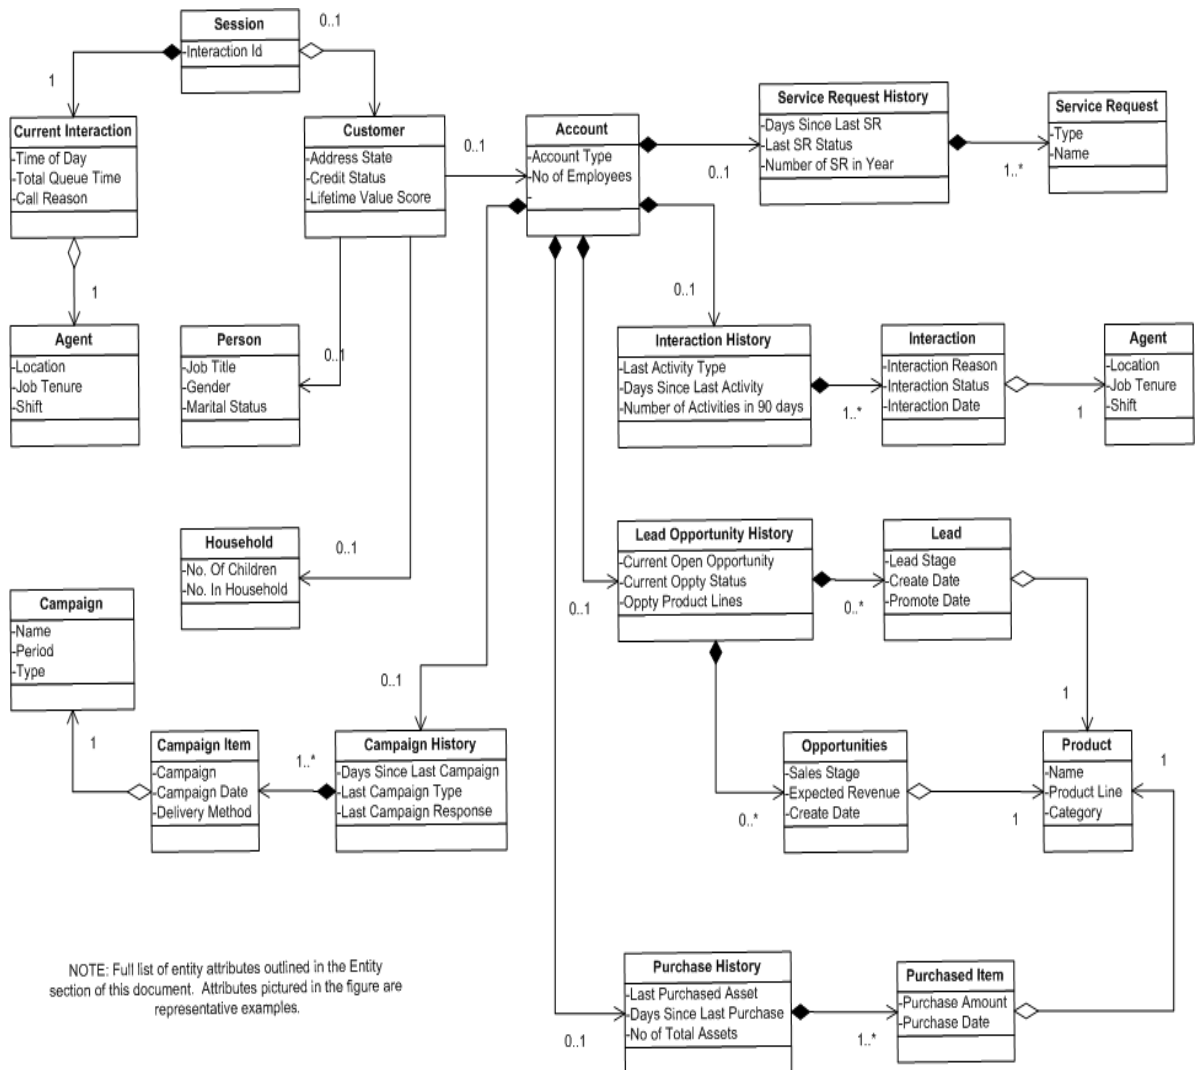 Session
-Interaction Id
0..1
1
Current Interaction
-Time of Day
-Total Queue Time
-Call Reason
Customer
-Address State
-Credit Status
-Lifetime Value Score
0..1
Account
-Account Type
-No of Employees
-
0..1
Service Request History
-Days Since Last SR
-Last SR Status
-Number of SR in Year
1..*
Service Request
-Type
-Name
1
Agent
-Location
-Job Tenure
-Shift
Person
-Job Title
-Gender
-Marital Status
0..1
0..1
Interaction History
-Last Activity Type
-Days Since Last Activity
-Number of Activities in 90 days
1..*
Interaction
-Interaction Reason
-Interaction Status
-Interaction Date
1
Agent
-Location
-Job Tenure
-Shift
Household
-No. Of Children
-No. In Household
0..1
0..1
Lead Opportunity History
-Current Open Opportunity
-Current Oppty Status
-Oppty Product Lines
0..*
Lead
-Lead Stage
-Create Date
-Promote Date
Campaign
-Name
-Period
-Type
0..1
1
1
Campaign Item
-Campaign
-Campaign Date
-Delivery Method
1..*
Campaign History
-Days Since Last Campaign
-Last Campaign Type
-Last Campaign Response
0..*
Opportunities
-Sales Stage
-Expected Revenue
-Create Date
1
Product
-Name
-Product Line
-Category
1
NOTE: Full list of entity attributes outlined in the Entity
section of this document. Attributes pictured in the figure are
representative examples.
0..1
Purchase History
-Last Purchased Asset
-Days Since Last Purchase
-No of Total Assets
1..*
Purchased Item
-Purchase Amount
-Purchase Date